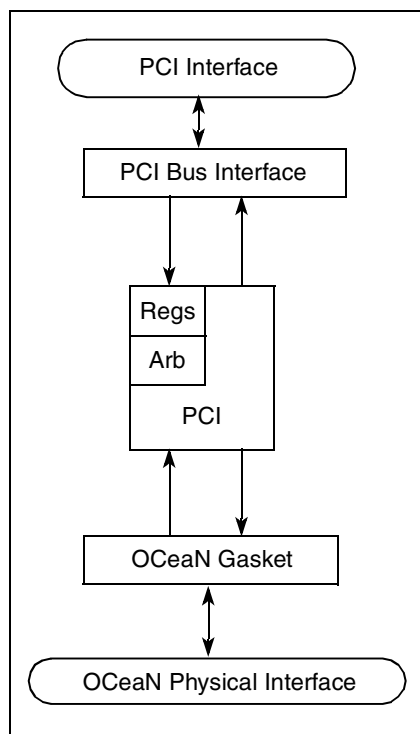 PCI Interface
PCI Bus Interface
Regs
Arb
PCI
OCeaN Gasket
OCeaN Physical Interface